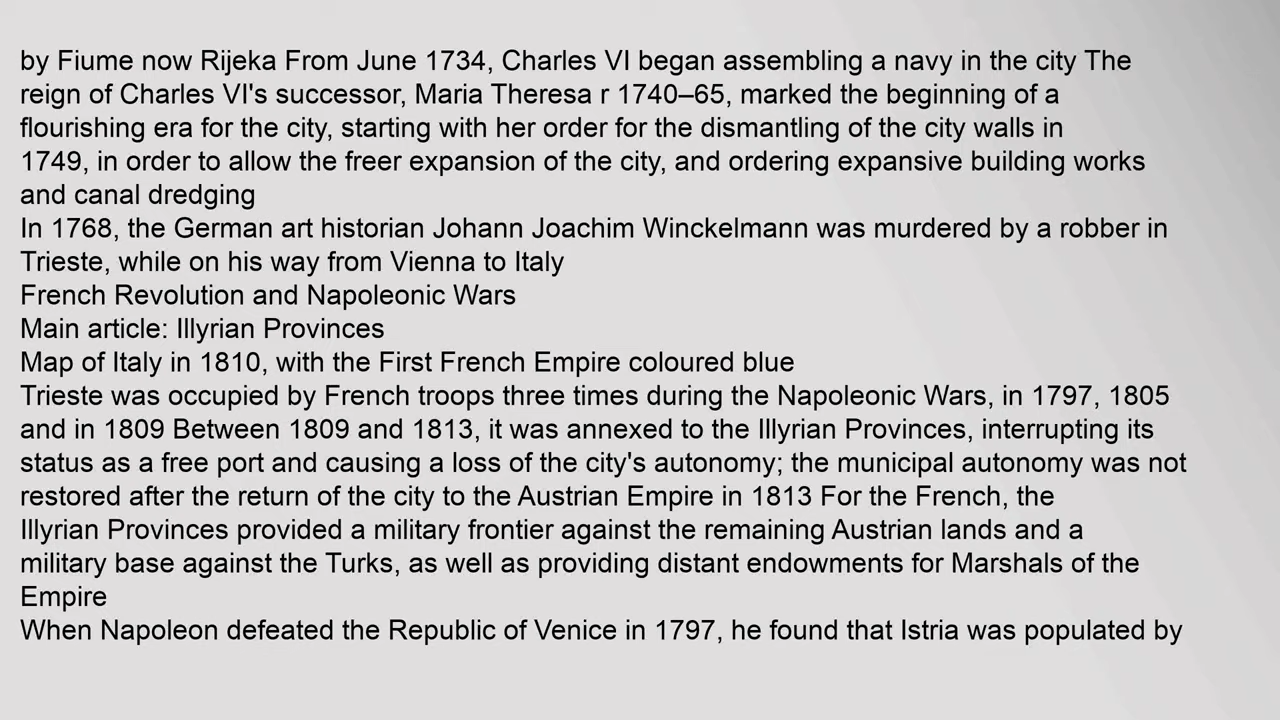 by Fiume now Rijeka From June 1734, Charles VI began assembling a navy in the city The
reign of Charles VI's successor, Maria Theresa r 1740–65, marked the beginning of a
flourishing era for the city, starting with her order for the dismantling of the city walls in
1749, in order to allow the freer expansion of the city, and ordering expansive building works
and canal dredging
In 1768, the German art historian Johann Joachim Winckelmann was murdered by a robber in
Trieste, while on his way from Vienna to Italy
French Revolution and Napoleonic Wars
Main article: Illyrian Provinces
Map of Italy in 1810, with the First French Empire coloured blue
Trieste was occupied by French troops three times during the Napoleonic Wars, in 1797, 1805
and in 1809 Between 1809 and 1813, it was annexed to the Illyrian Provinces, interrupting its
status as a free port and causing a loss of the city's autonomy; the municipal autonomy was not
restored after the return of the city to the Austrian Empire in 1813 For the French, the
Illyrian Provinces provided a military frontier against the remaining Austrian lands and a
military base against the Turks, as well as providing distant endowments for Marshals of the
Empire
When Napoleon defeated the Republic of Venice in 1797, he found that Istria was populated by